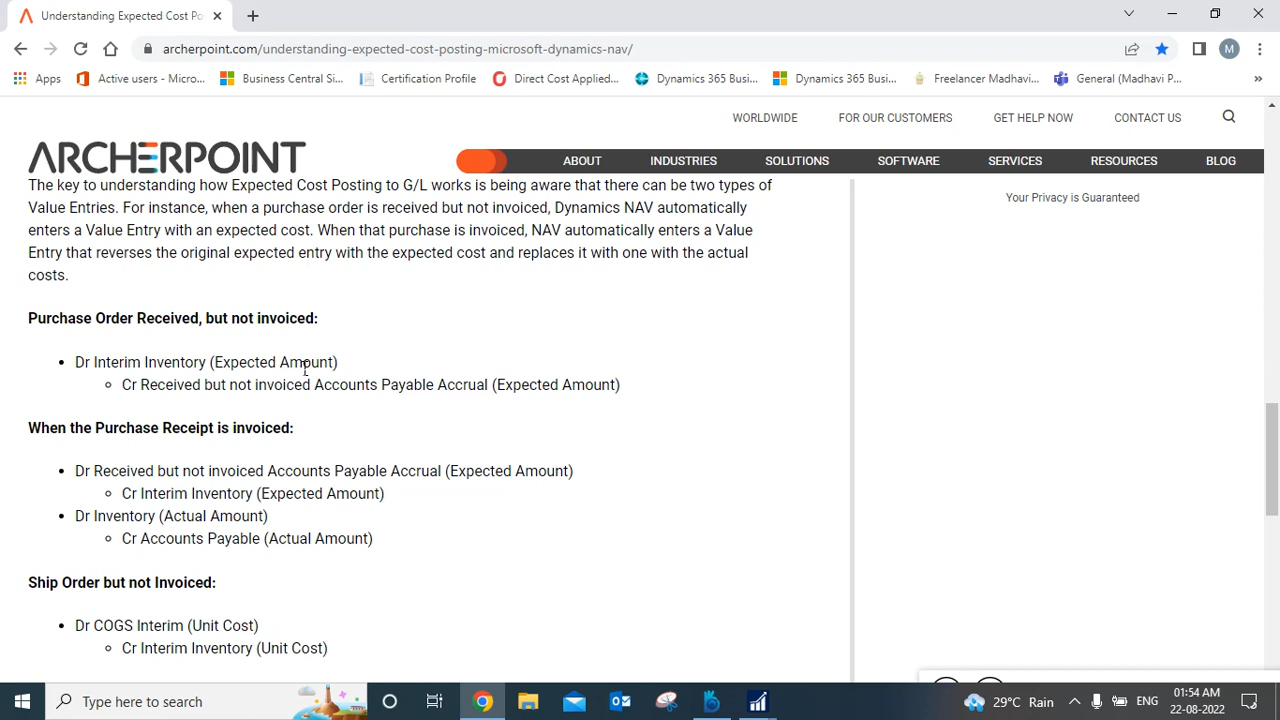 Understanding Expected Cost Po
archerpoint.com/understanding-expected-cost-posting-microsoft-dynamics-nav/
M
Apps
Active users - Micro...
Business Central Si...
Certification Profile
Direct Cost Applied...
Dynamics 365 Busi...
Dynamics 365 Busi...
Freelancer Madhavi...
General (Madhavi P...
»
WORLDWIDE
FOR OUR CUSTOMERS
GET HELP NOW
CONTACT US
ARCHERPOINT
ABOUT
INDUSTRIES
SOLUTIONS
SOFTWARE
SERVICES
RESOURCES
BLOG
The key to understanding how Expected Cost Posting to G/L works is being aware that there can be two types of
Value Entries. For instance, when a purchase order is received but not invoiced, Dynamics NAV automatically
enters a Value Entry with an expected cost. When that purchase is invoiced, NAV automatically enters a Value
Entry that reverses the original expected entry with the expected cost and replaces it with one with the actual
costs.
Your Privacy is Guaranteed
Purchase Order Received, but not invoiced:
• Dr Interim Inventory (Expected Amount)
Cr Received but not invoiced Accounts Payable Accrual (Expected Amount)
When the Purchase Receipt is invoiced:
• Dr Received but not invoiced Accounts Payable Accrual (Expected Amount)
Cr Interim Inventory (Expected Amount)
• Dr Inventory (Actual Amount)
Cr Accounts Payable (Actual Amount)
Ship Order but not Invoiced:
• Dr COGS Interim (Unit Cost)
Cr Interim Inventory (Unit Cost)
Type here to search
29°C Rain
ENG
01:54 AM
22-08-2022